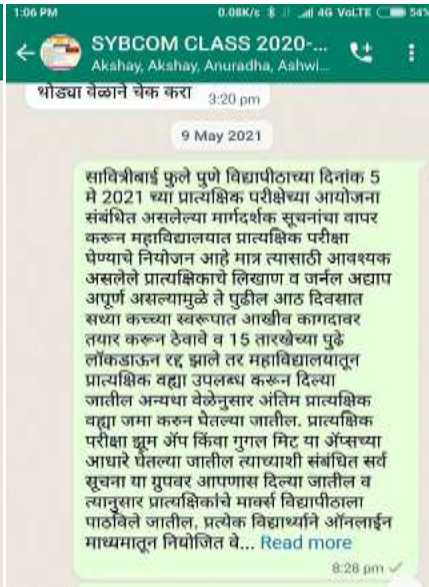 1:06 PM 0.08K/s 4G VoLTE 54%
SYBCOM CLASS 2020-...
Akshay, Akshay, Anuradha, Ashwi...
थोड्या वेळाने चेक करा 3:20 pm
9 May 2021
सावित्रीबाई फुले पुणे विद्यापीठाच्या दिनांक 5
मे 2021 च्या प्रात्यक्षिक परीक्षेच्या आयोजना
संबंधित असलेल्या मार्गदर्शक सूचनांचा वापर
करून महाविद्यालयात प्रात्यक्षिक परीक्षा
घेण्याचे नियोजन आहे मात्र त्यासाठी आवश्यक
असलेले प्रात्यक्षिकाचे लिखाण व जर्नल अद्याप
अपूर्ण असल्यामुळे ते पुढील आठ दिवसात
सध्या कच्च्या स्वरूपात आखीव कागदावर
तयार करून ठेवावे व 15 तारखेच्या पुढे
लॉकडाऊन रद्द झाले तर महाविद्यालयातून
प्रात्यक्षिक वह्या उपलब्ध करून दिल्या
जातील अन्यथा वेळेनुसार अंतिम प्रात्यक्षिक
वह्या जमा करुन घेतल्या जातील. प्रात्यक्षिक
परीक्षा झूम ॲप किंवा गुगल मिट या ॲप्सच्या
आधारे घेतल्या जातील त्याच्याशी संबंधित सर्व
सूचना या ग्रुपवर आपणास दिल्या जातील व
त्यानुसार प्रात्यक्षिकांचे मार्क्स विद्यापीठाला
पाठविले जातील. प्रत्येक विद्यार्थ्याने ऑनलाईन
माध्यमातून नियोजित वे... Read more
8:28 pm